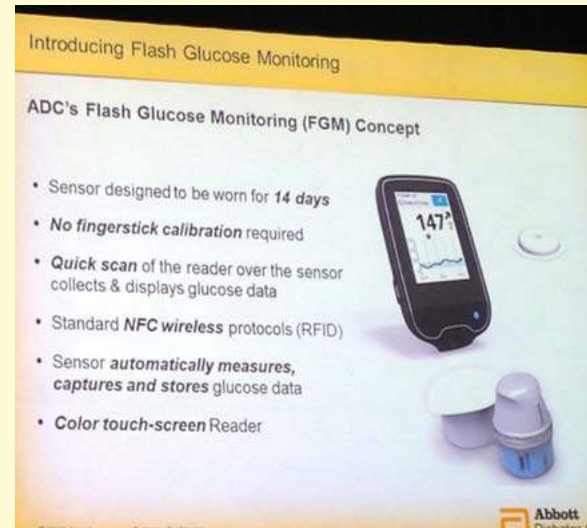 Introducing Flash Glucose Monitoring
ADC's Flash Glucose Monitoring (FGM) Concept
• Sensor designed to be worn for 14 days
• No fingerstick calibration required
• Quick scan of the reader over the sensor
collects & displays glucose data
• Standard NFC wireless protocols (RFID)
• Sensor automatically measures,
captures and stores glucose data
• Color touch-screen Reader
147
Abbott